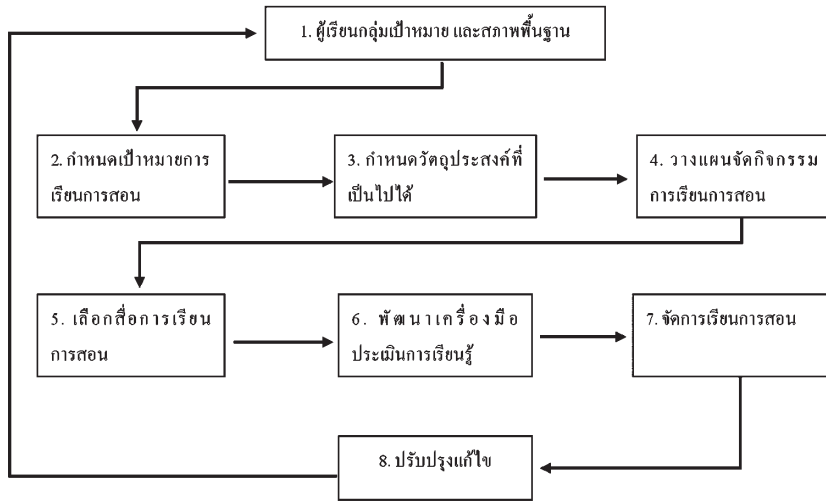 1. ผู้เรียนกลุ่มเป้าหมาย และสภาพพื้นฐาน
2. กำหนดเป้าหมายการ
เรียนการสอน
3. กำหนดวัตถุประสงค์ที่
เป็นไปได้
4. วางแผนจัดกิจกรรม
การเรียนการสอน
5. เลือกสื่อการเรียน
การสอน
6. พัฒนาเครื่องมือ
ประเมินการเรียนรู้
7. จัดการเรียนการสอน
8. ปรับปรุงแก้ไข